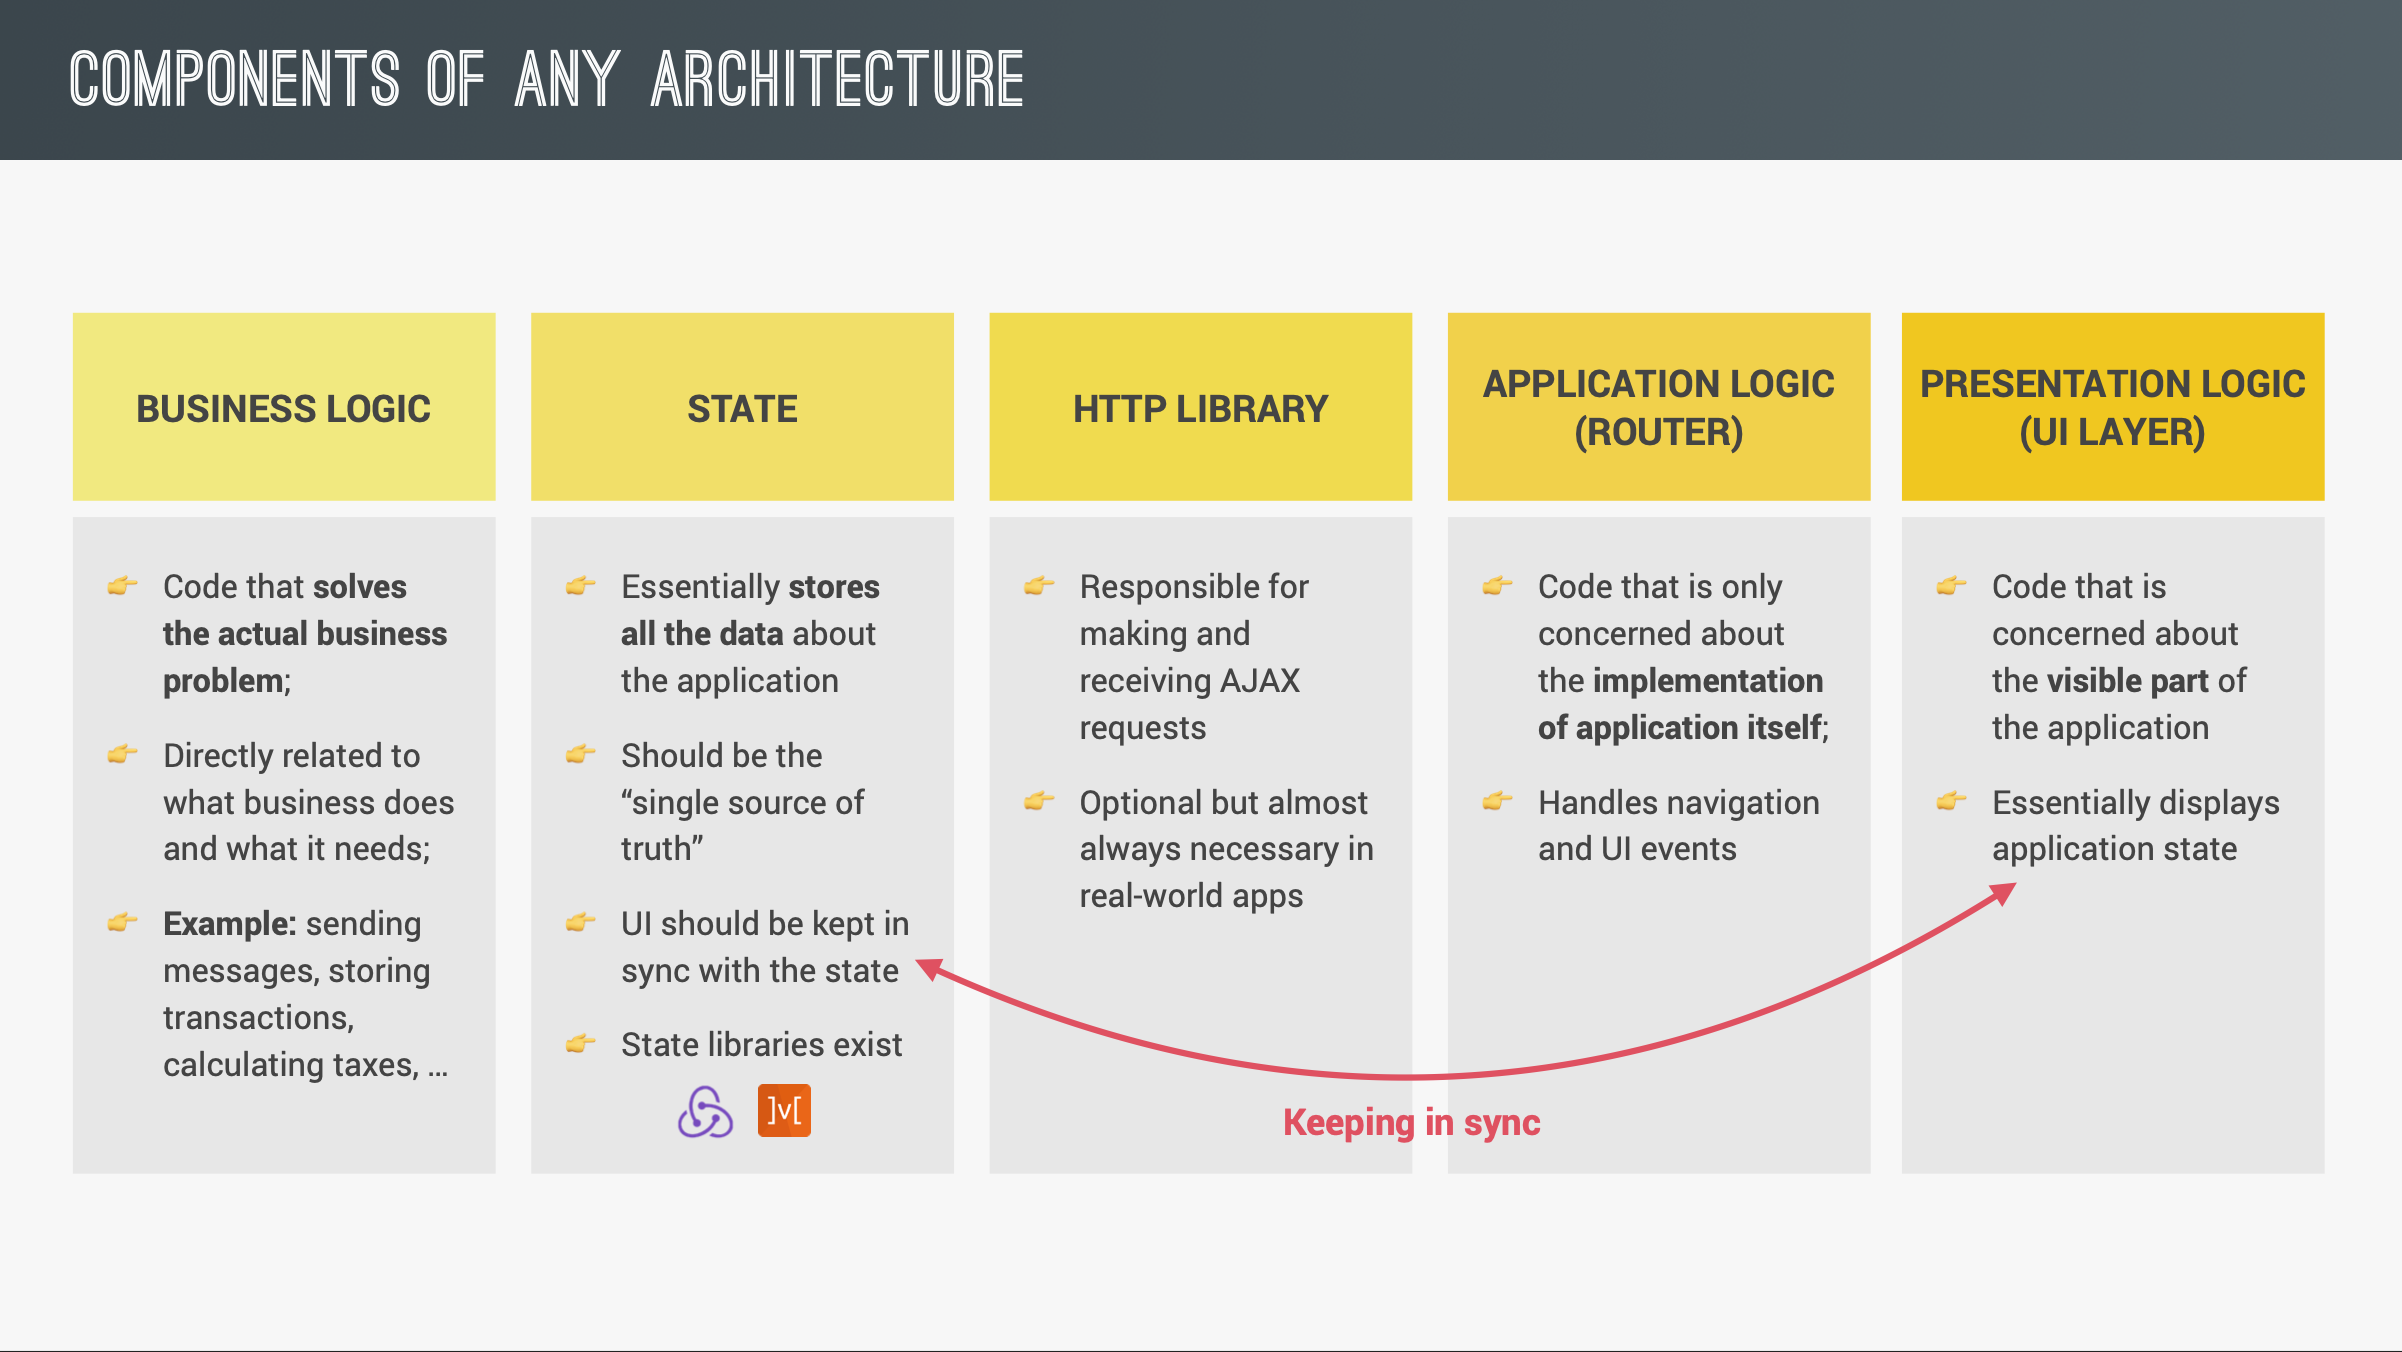 COMPONENTS OF ANY ARCHITECTURE
BUSINESS LOGIC
Code that solves
the actual business
problem;
Directly related to
what business does
and what it needs;
Example: sending
messages, storing
transactions,
calculating taxes, …
STATE
Essentially stores
all the data about
the application
Should be the
“single source of
truth”
UI should be kept in
sync with the state
State libraries exist
]v[
HTTP LIBRARY
Responsible for
making and
receiving AJAX
requests
Optional but almost
always necessary in
real-world apps
APPLICATION LOGIC
(ROUTER)
Code that is only
concerned about
the implementation
of application itself;
Handles navigation
and UI events
PRESENTATION LOGIC
(UI LAYER)
Code that is
concerned about
the visible part of
the application
Essentially displays
application state
Keeping in sync